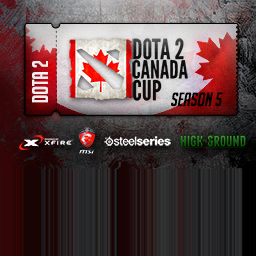 DOTA 2
DOTA 2
CANADA
CUP
SEASON 5
XFIRE
msi
steelseries
HIGH GROUND